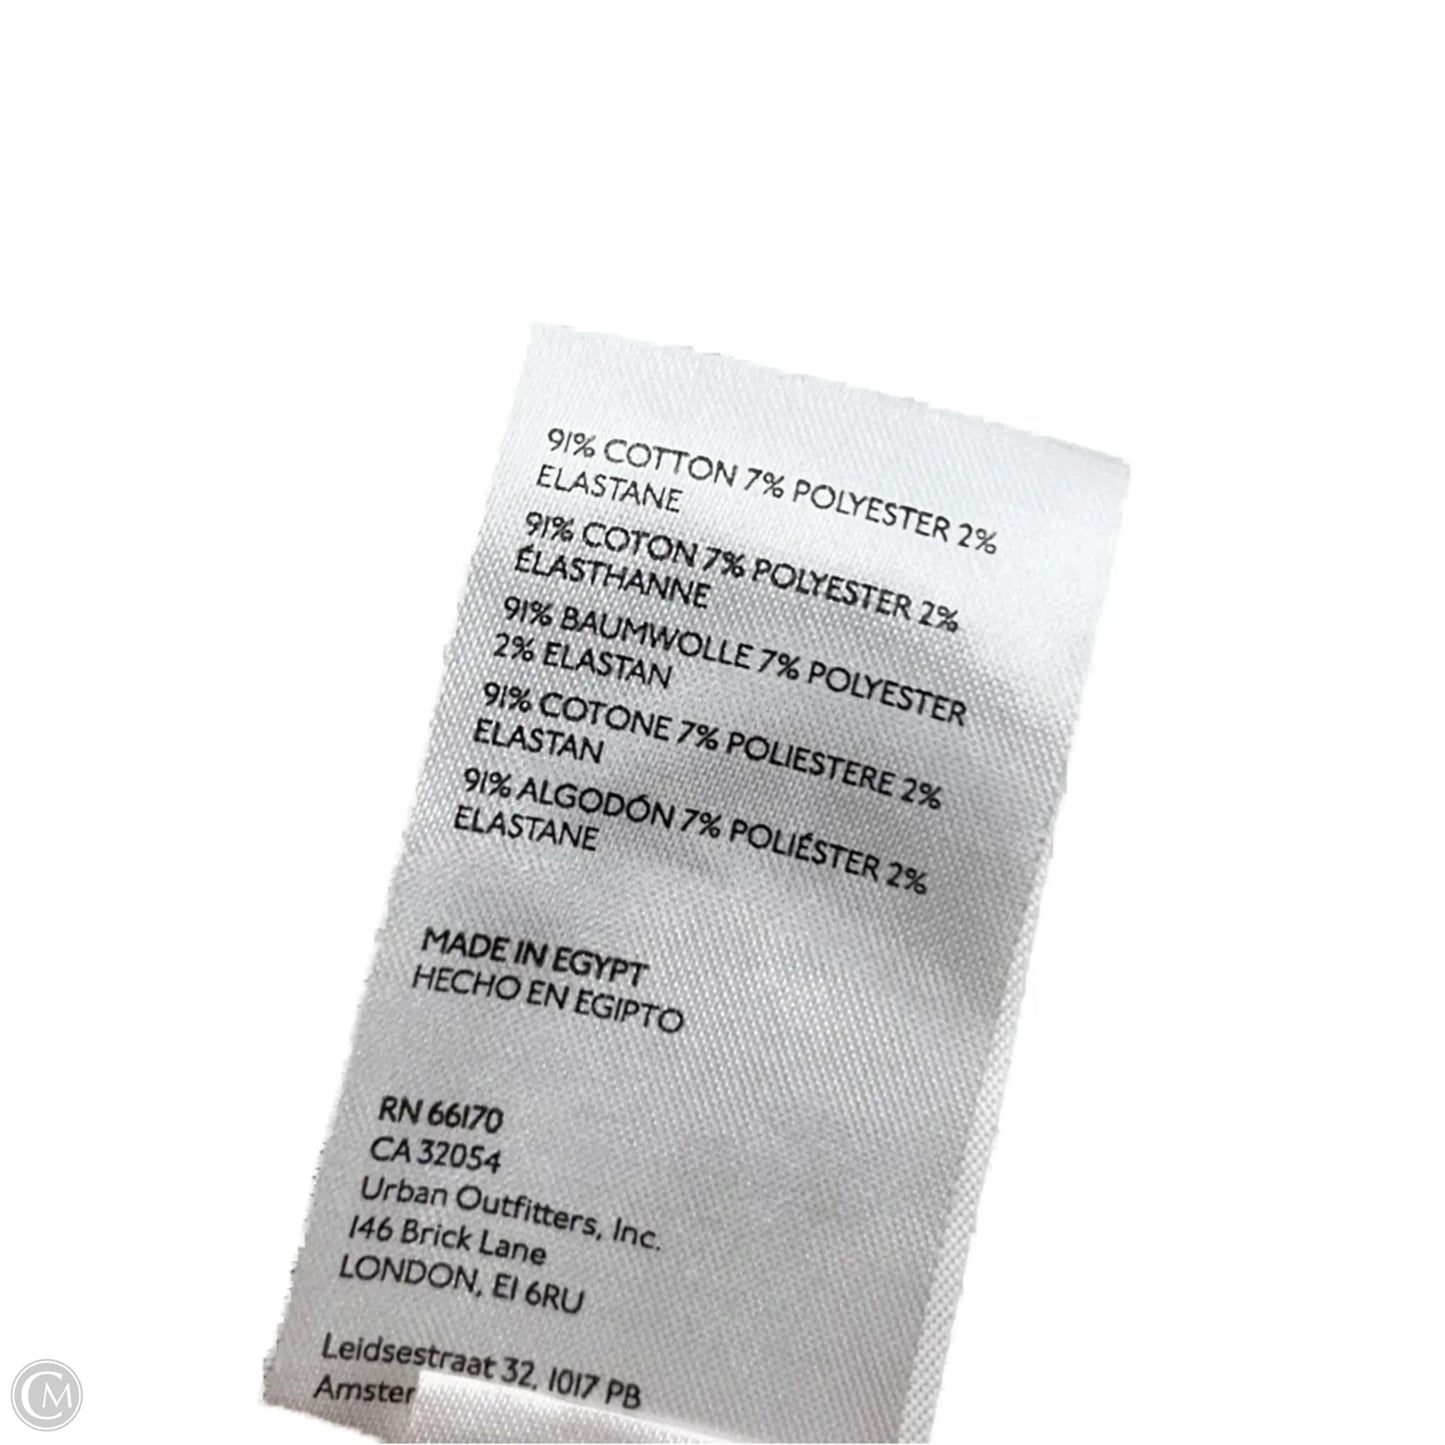 91% COTTON 7% POLYESTER 2%
ELASTANE
91% COTON 7% POLYESTER 2%
ÉLASTHANNE
91% BAUMWOLLE 7% POLYESTER
2% ELASTAN
91% COTONE 7% POLIESTERE 2%
ELASTAN
91% ALGODÓN 7% POLIÉSTER 2%
ELASTANE
MADE IN EGYPT
HECHO EN EGIPTO
RN 66170
CA 32054
Urban Outfitters, Inc.
146 Brick Lane
LONDON, E1 6RU
Leidsestraat 32, 1017 PB
Amster
CM